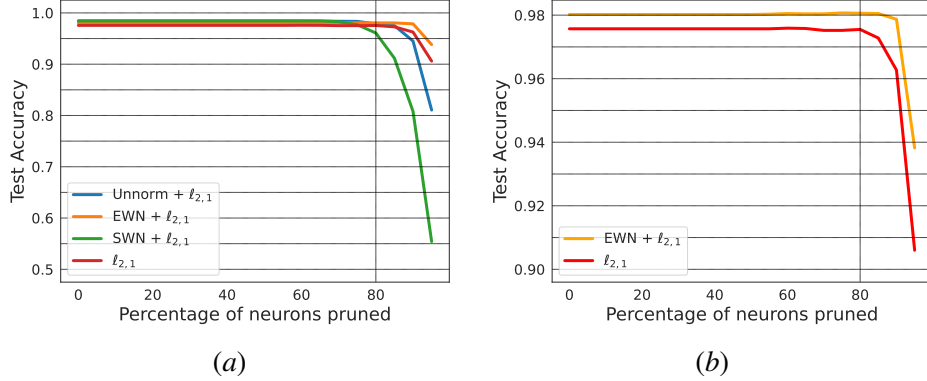 1.0
0.9
0.8
0.7
0.6
0.5
Test Accuracy
Unnorm + ℓ2,1
EWN + ℓ2,1
SWN + ℓ2,1
ℓ2,1
0 20 40 60 80
Percentage of neurons pruned
(a)
0.98
0.96
0.94
0.92
0.90
Test Accuracy
EWN + ℓ2,1
ℓ2,1
0 20 40 60 80
Percentage of neurons pruned
(b)